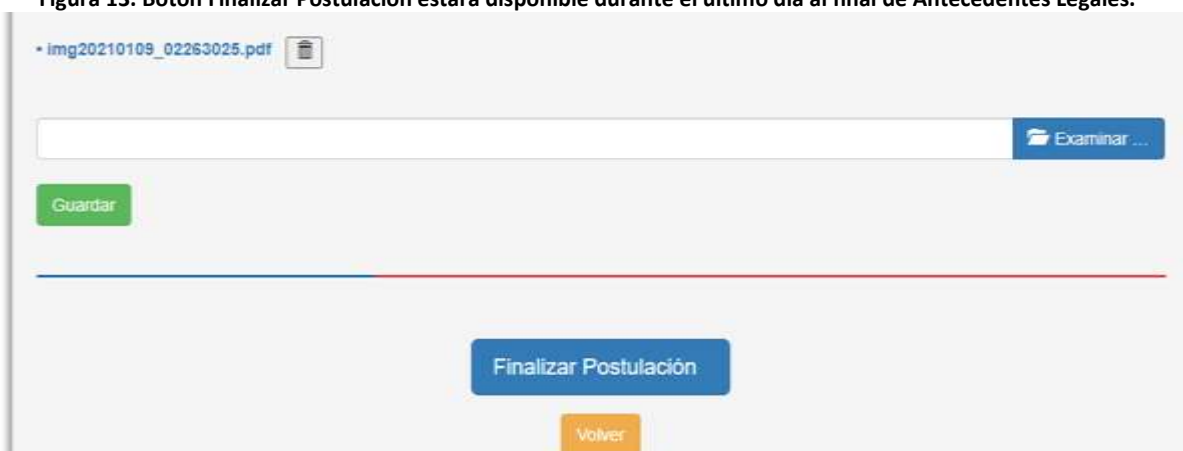 Figura 13. Botón Finalizar Postulación estará disponible durante el último día al final de Antecedentes Legales.
• img20210109_02263025.pdf
Examinar ...
Guardar
Finalizar Postulación
Volver